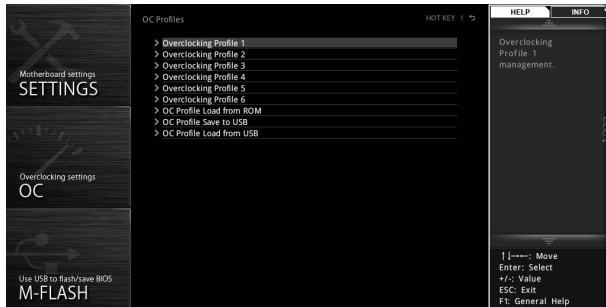 Motherboard settings
SETTINGS
Overclocking settings
OC
Use USB to flash/save BIOS
M-FLASH
OC Profiles
HOT KEY |
> Overclocking Profile 1
> Overclocking Profile 2
> Overclocking Profile 3
> Overclocking Profile 4
> Overclocking Profile 5
> Overclocking Profile 6
> OC Profile Load from ROM
> OC Profile Save to USB
> OC Profile Load from USB
HELP
INFO
Overclocking
Profile 1
management.
↑↓→←: Move
Enter: Select
+/-: Value
ESC: Exit
F1: General Help